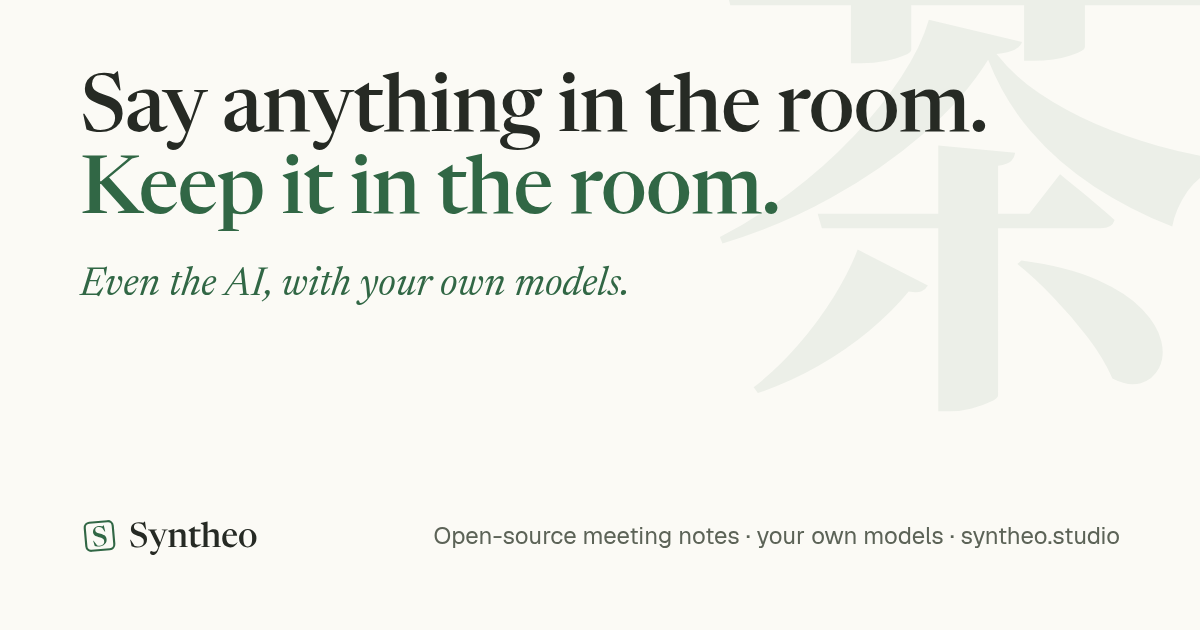 Say anything in the room.
Keep it in the room.
Even the AI, with your own models.
茶
S Syntheo
Open-source meeting notes · your own models · syntheo.studio